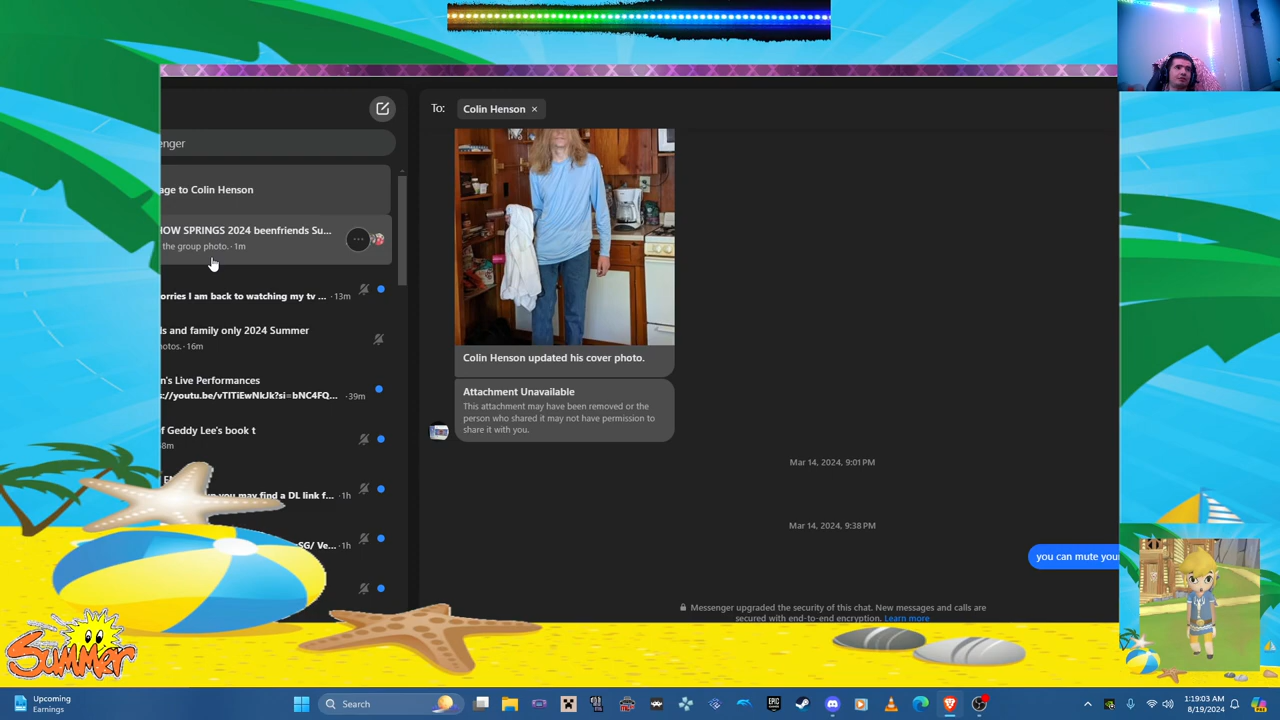 To:
Colin Henson ×
enger
age to Colin Henson
HOW SPRINGS 2024 beenfriends Su...
the group photo. · 1m
orries I am back to watching my tv ... · 13m
ls and family only 2024 Summer
otos. · 16m
n's Live Performances
s://youtu.be/vTITiEwNkJk?si=bNC4FQ... · 39m
f Geddy Lee's book t
8m
up you may find a DL link f... · 1h
SG/ Ve... · 1h
Colin Henson updated his cover photo.
Attachment Unavailable
This attachment may have been removed or the
person who shared it may not have permission to
share it with you.
Mar 14, 2024, 9:01 PM
Mar 14, 2024, 9:38 PM
you can mute your
Messenger upgraded the security of this chat. New messages and calls are
secured with end-to-end encryption. Learn more
Summer
Upcoming
Earnings
Search
EPIC
1:19:03 AM
8/19/2024